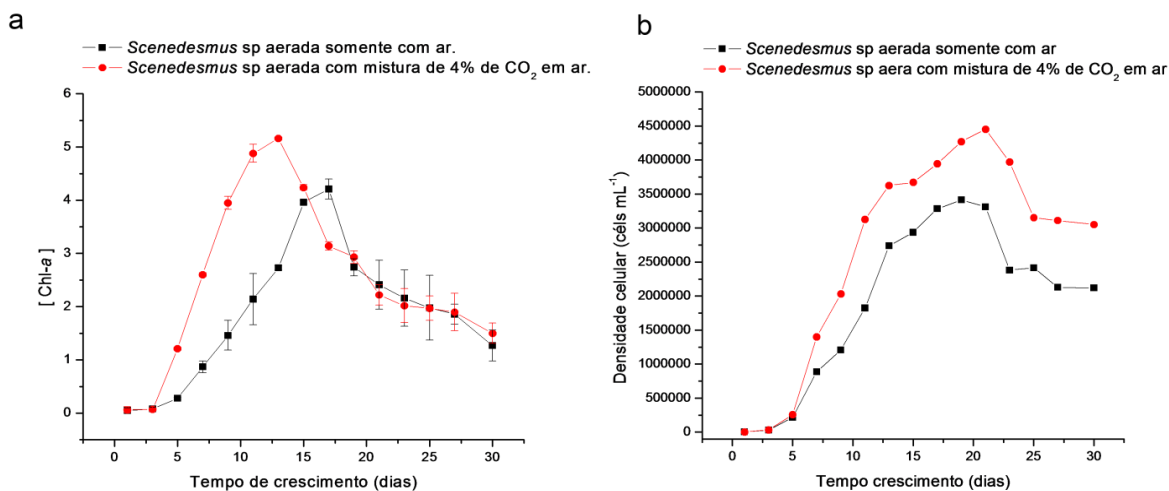 a
Scenedesmus sp aerada somente com ar.
Scenedesmus sp aerada com mistura de 4% de CO2 em ar.
6
5
4
3
2
1
0
[ Chl-a ]
0 5 10 15 20 25 30
Tempo de crescimento (dias)
b
Scenedesmus sp aerada somente com ar
Scenedesmus sp aera com mistura de 4% de CO2 em ar
5000000
4500000
4000000
3500000
3000000
2500000
2000000
1500000
1000000
500000
0
Densidade celular (céls mL-1)
0 5 10 15 20 25 30
Tempo crescimento (dias)